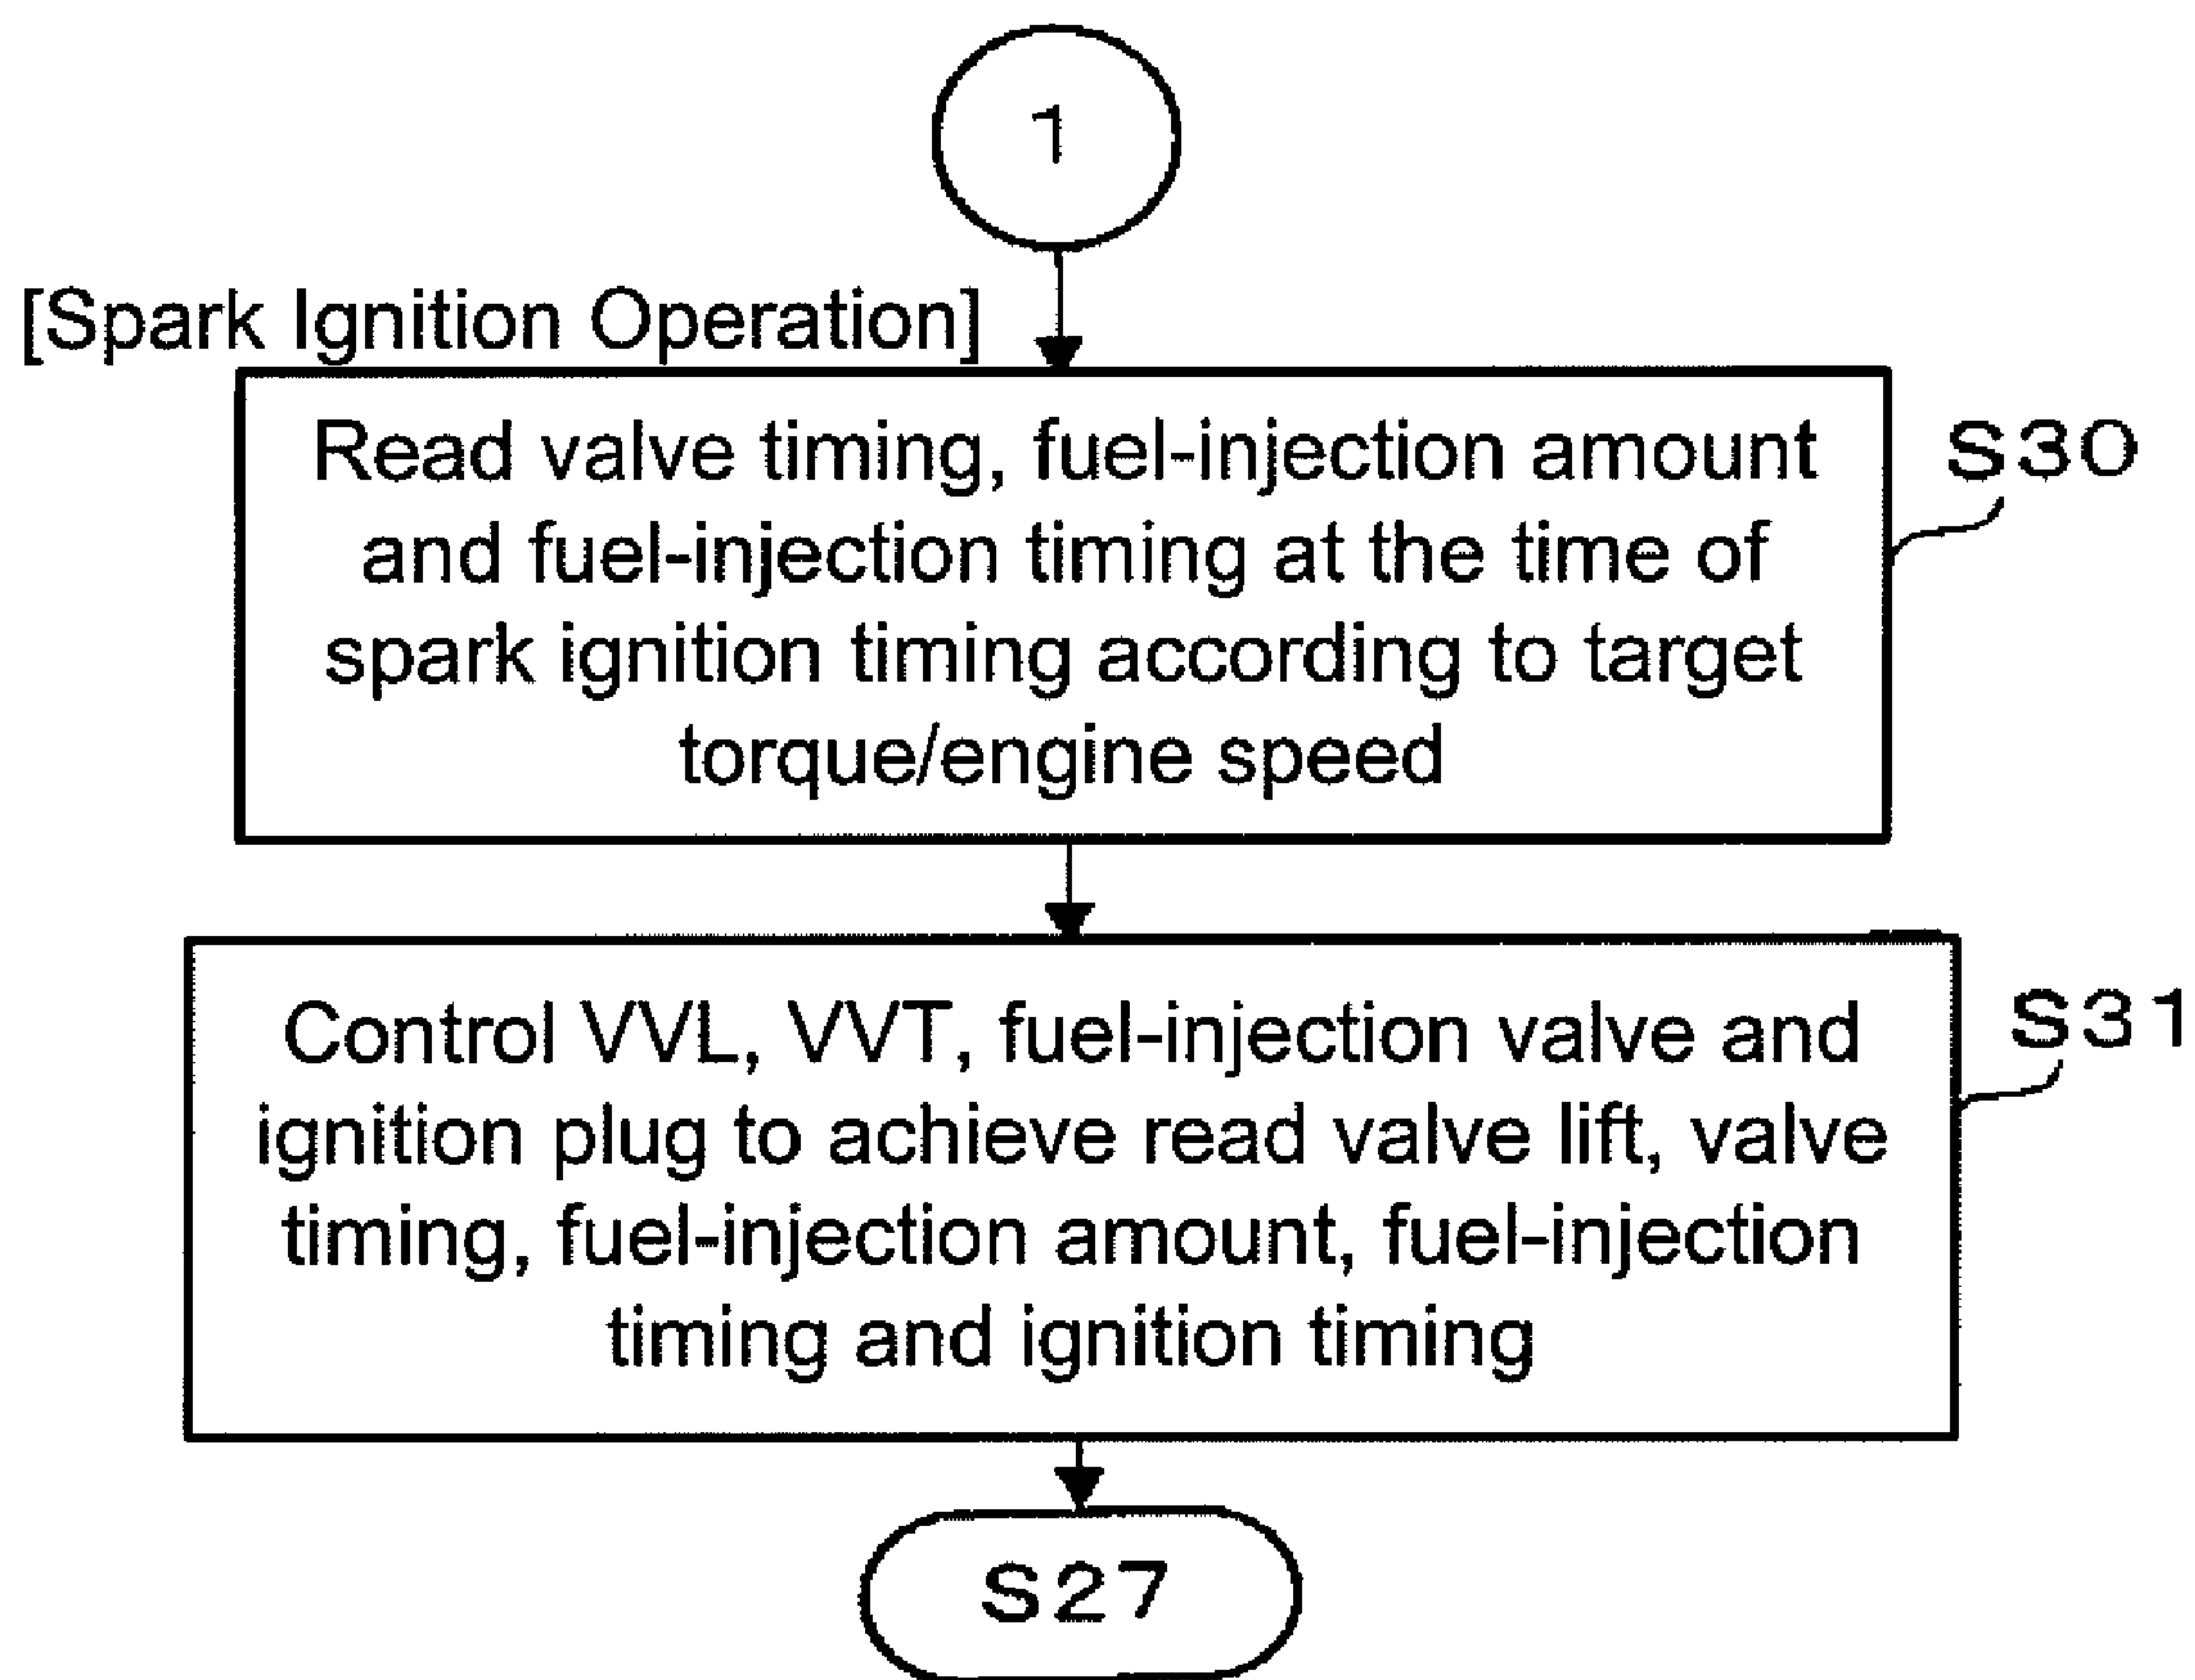 1
[Spark Ignition Operation]
Read valve timing, fuel-injection amount
and fuel-injection timing at the time of
spark ignition timing according to target
torque/engine speed
S30
Control VVL, VVT, fuel-injection valve and
ignition plug to achieve read valve lift, valve
timing, fuel-injection amount, fuel-injection
timing and ignition timing
S31
S27